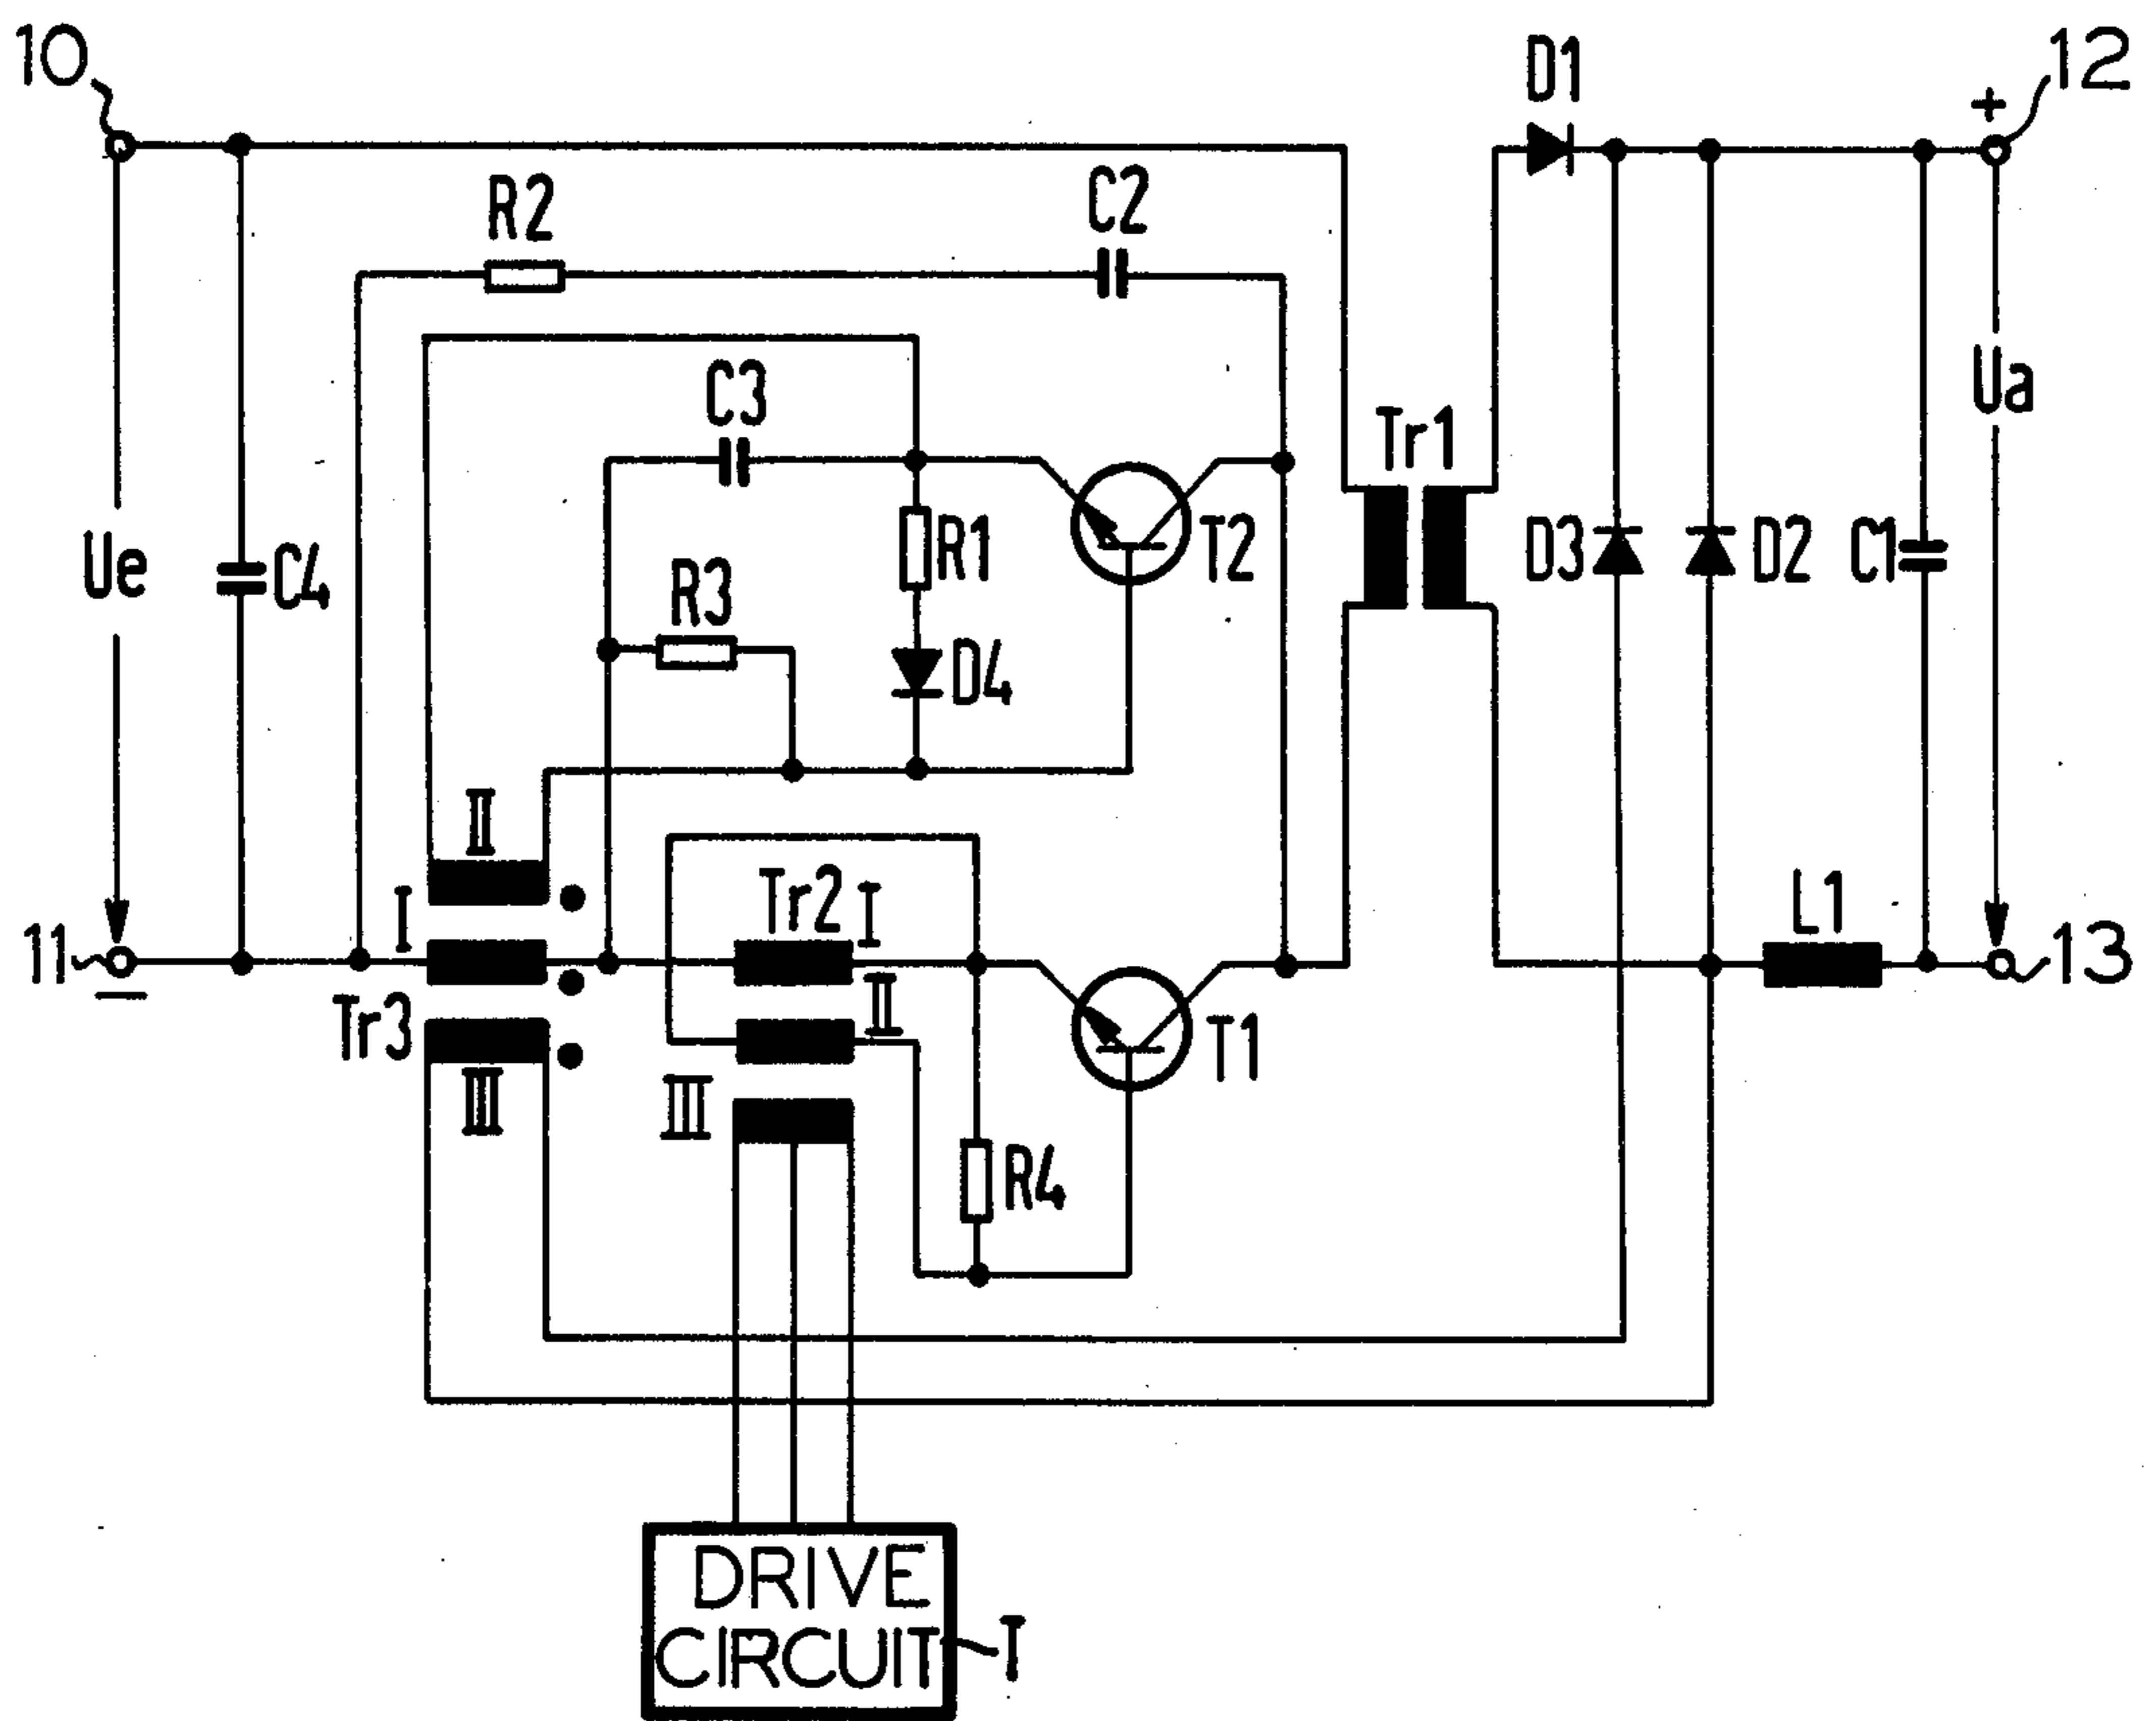 10
D1
12
+
R2
C2
C3
Ua
Tr1
R1
T2
Ue
C4
R3
D3
D2
C1
D4
II
Tr2
I
I
L1
11
13
−
Tr3
II
T1
III
III
R4
DRIVE
CIRCUIT
T